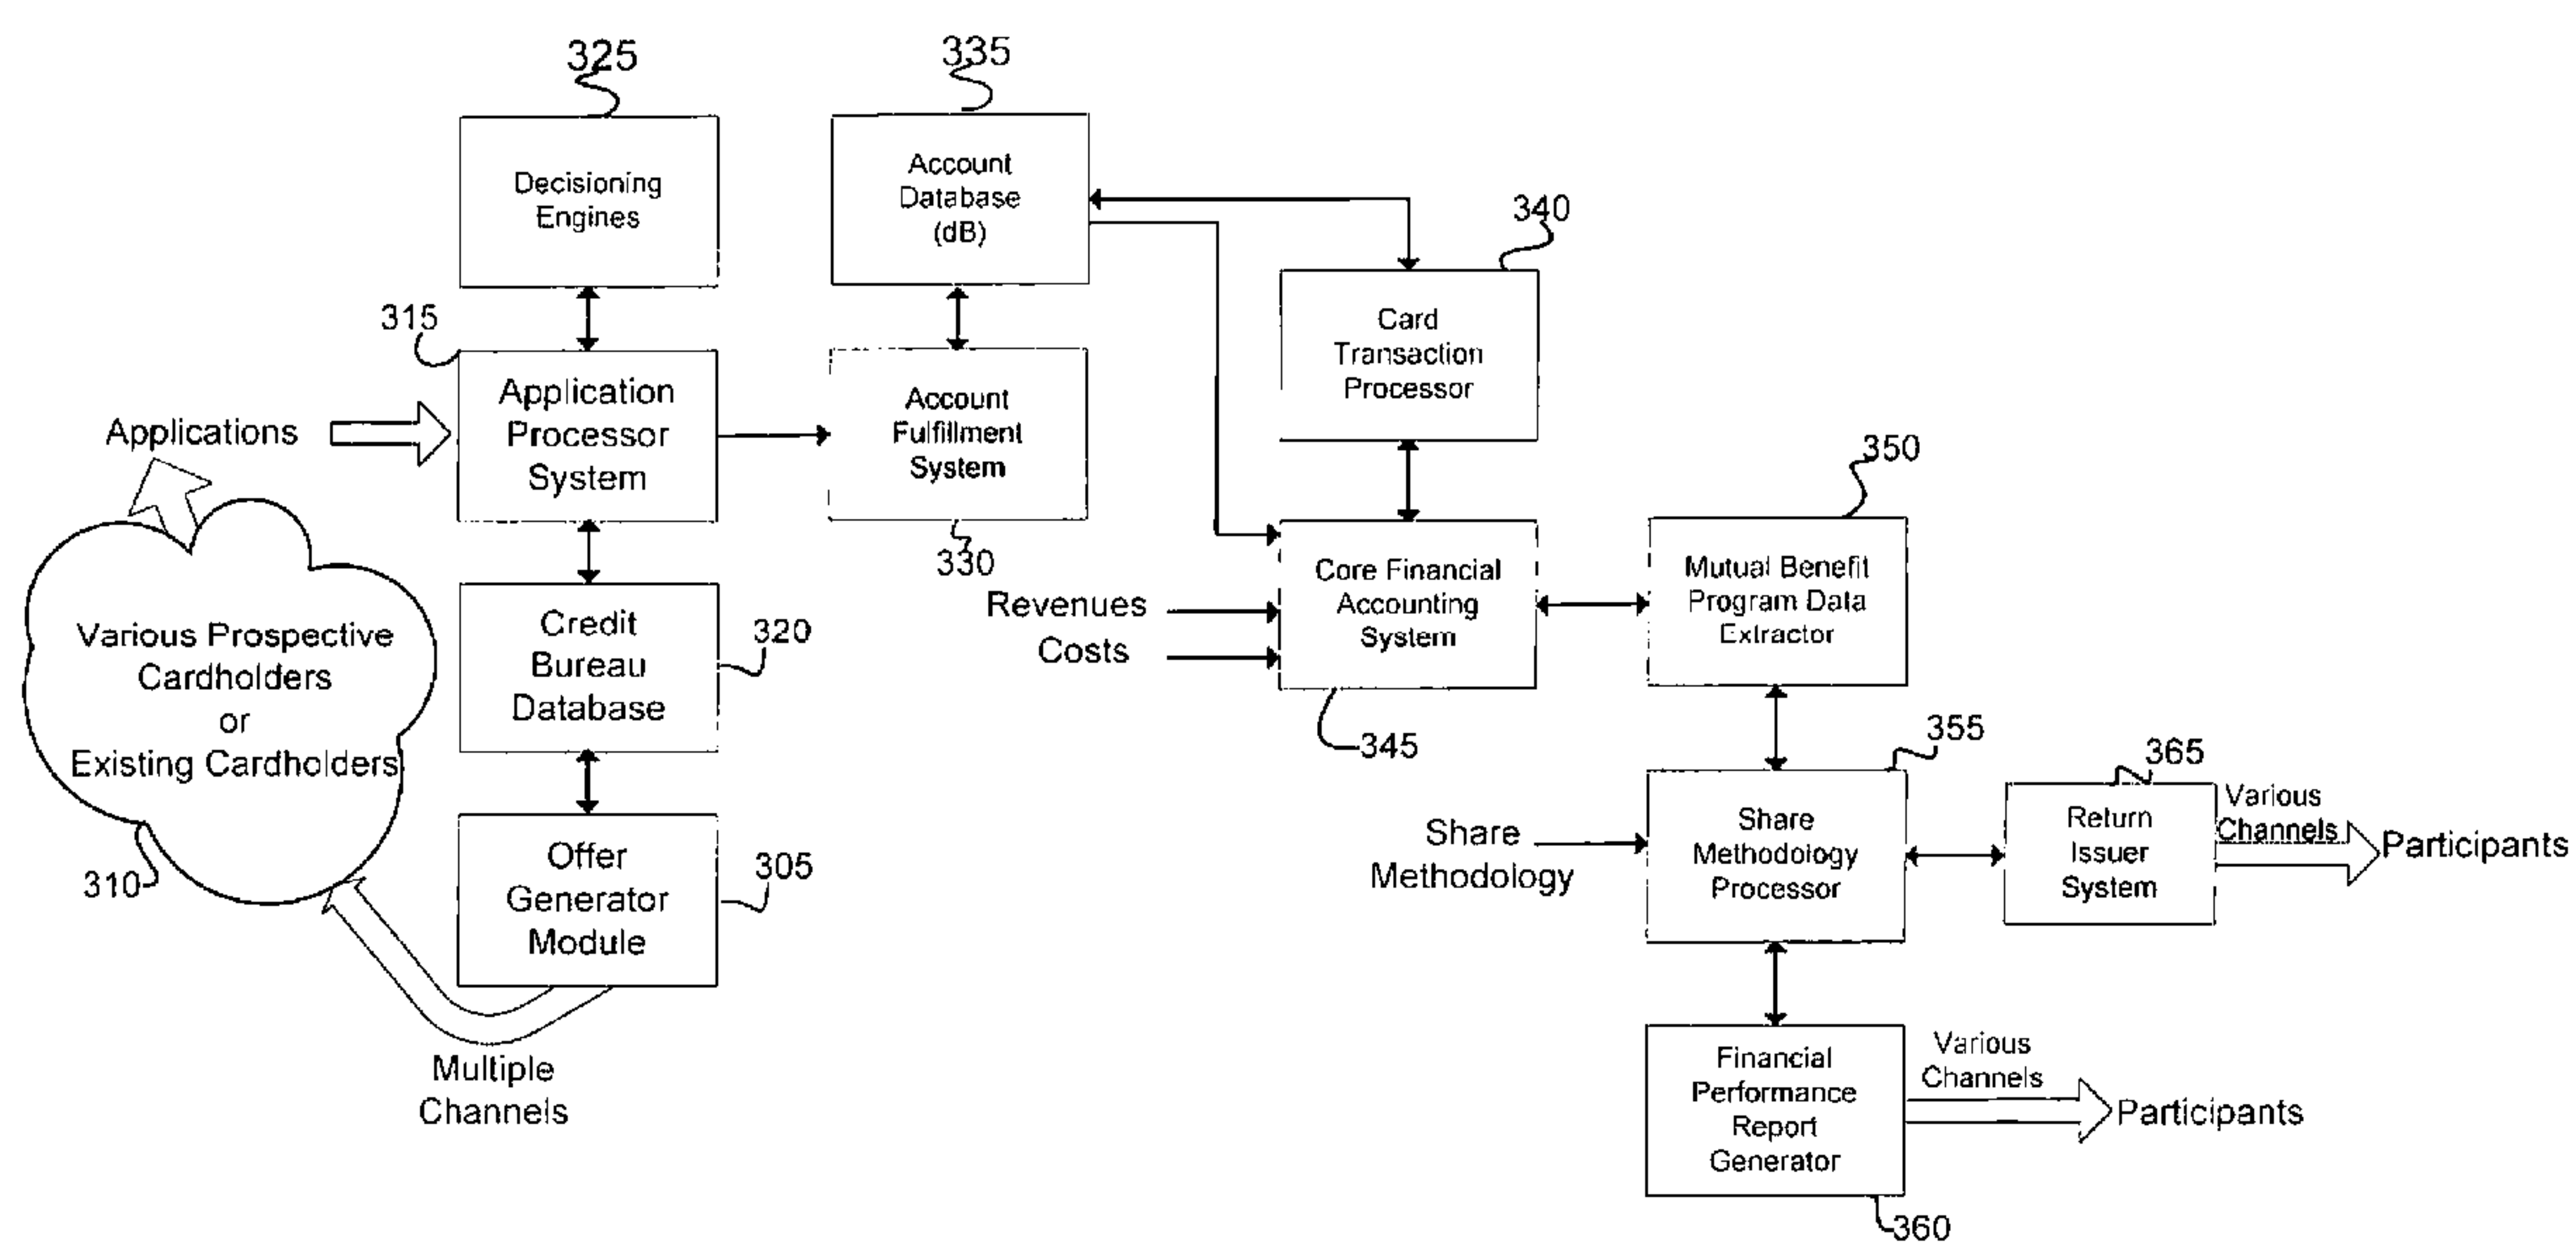 325
Decisioning
Engines
335
Account
Database
(dB)
340
Card
Transaction
Processor
315
Applications
Application
Processor
System
Account
Fulfillment
System
330
350
Mutual Benefit
Program Data
Extractor
Revenues
Costs
Core Financial
Accounting
System
345
Various Prospective
Cardholders
or
Existing Cardholders
310
Credit
Bureau
Database
320
Offer
Generator
Module
305
Multiple
Channels
355
Share
Methodology
Share
Methodology
Processor
365
Return
Issuer
System
Various
Channels
Participants
Financial
Performance
Report
Generator
360
Various
Channels
Participants